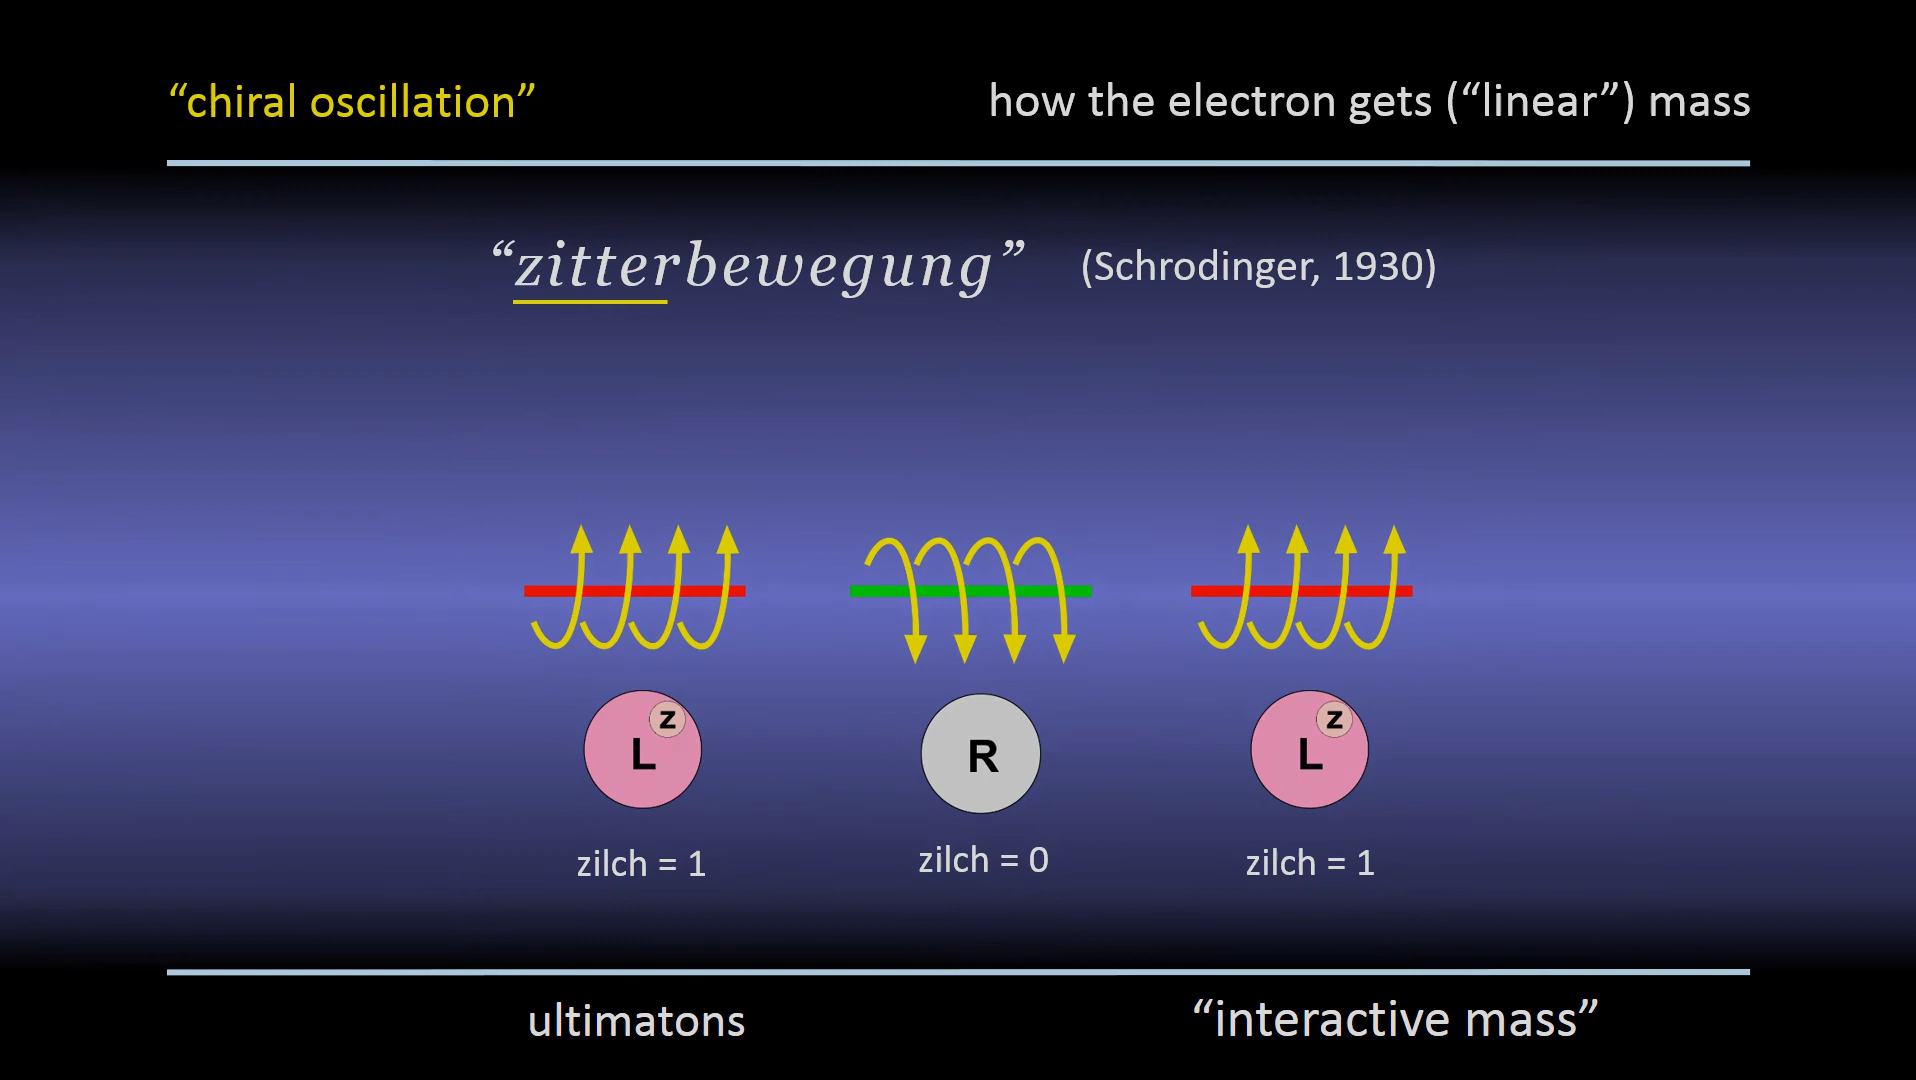 “chiral oscillation”
how the electron gets (“linear”) mass
“zitterbewegung” (Schrodinger, 1930)
z z
L R L
zilch = 1 zilch = 0 zilch = 1
ultimatons “interactive mass”